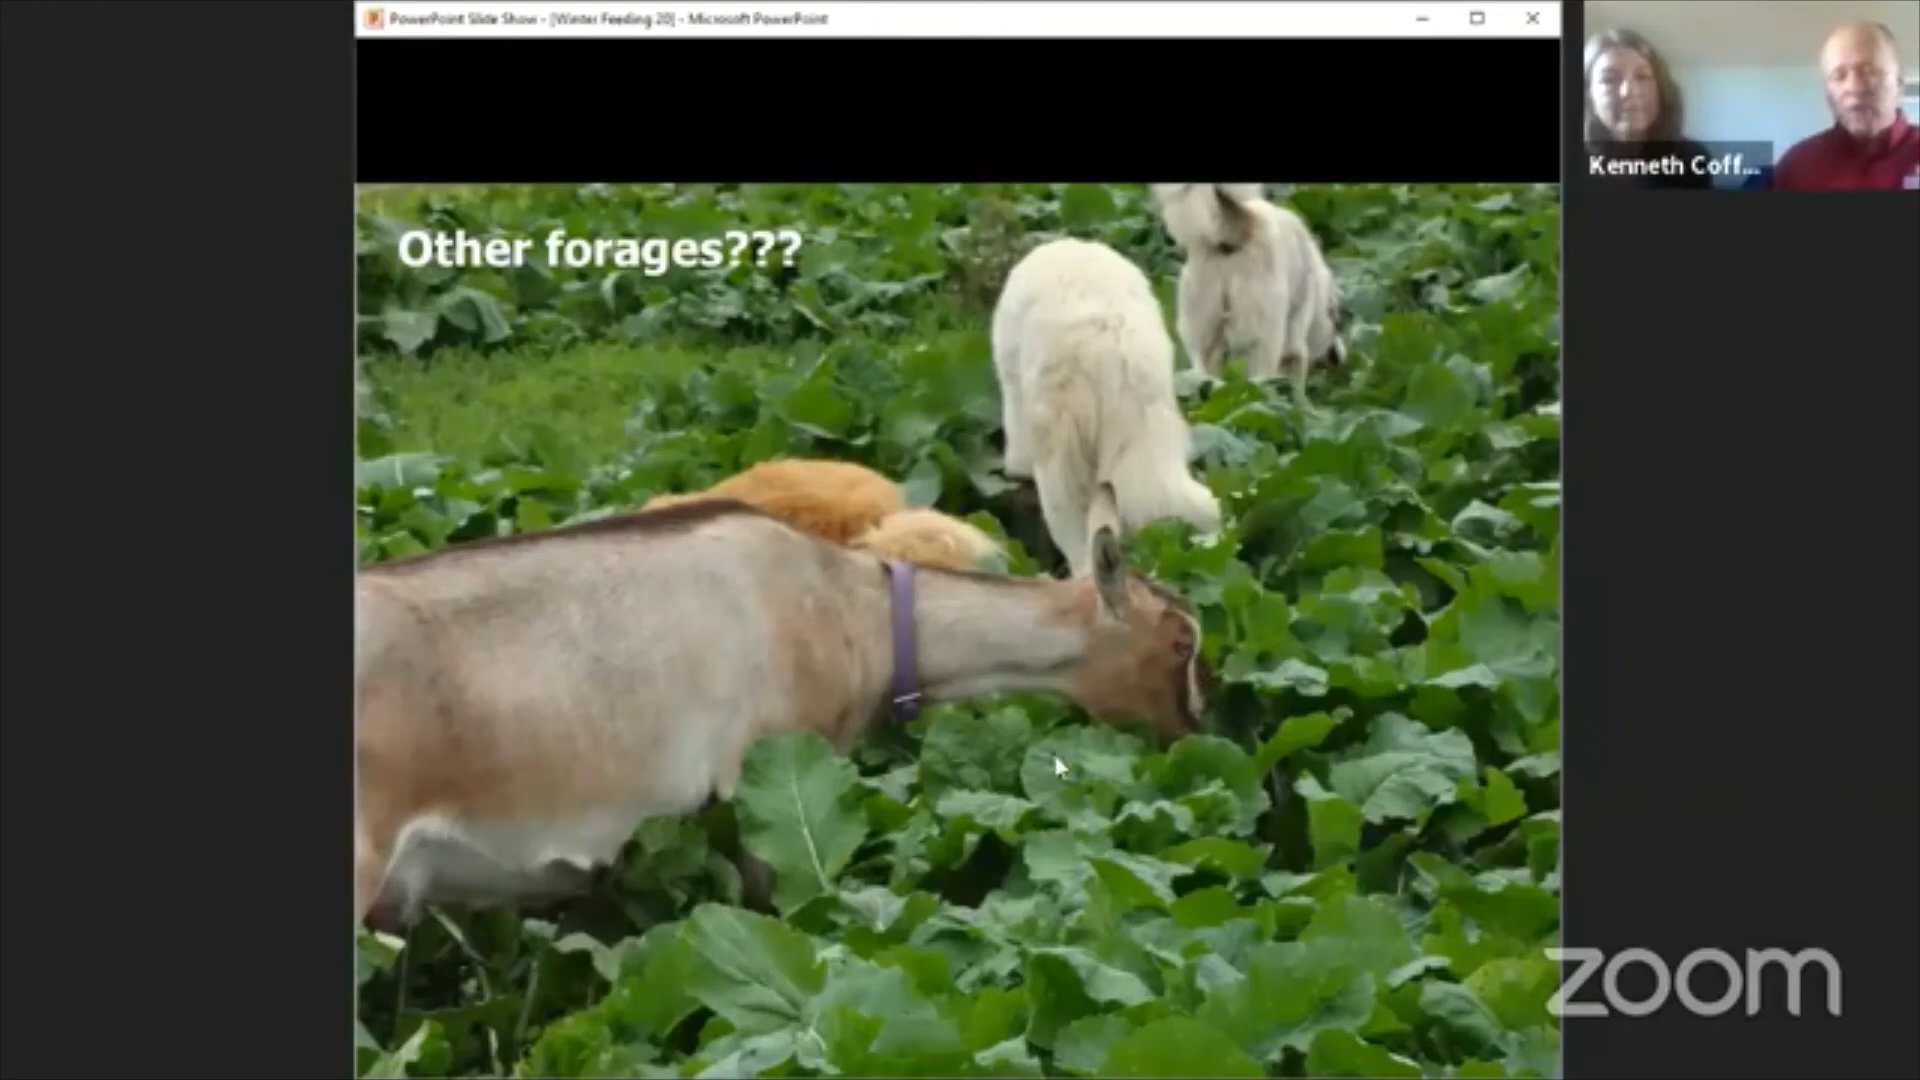 PowerPoint Slide Show - [Winter Feeding 20] - Microsoft PowerPoint
Kenneth Coff...
Other forages???
zoom